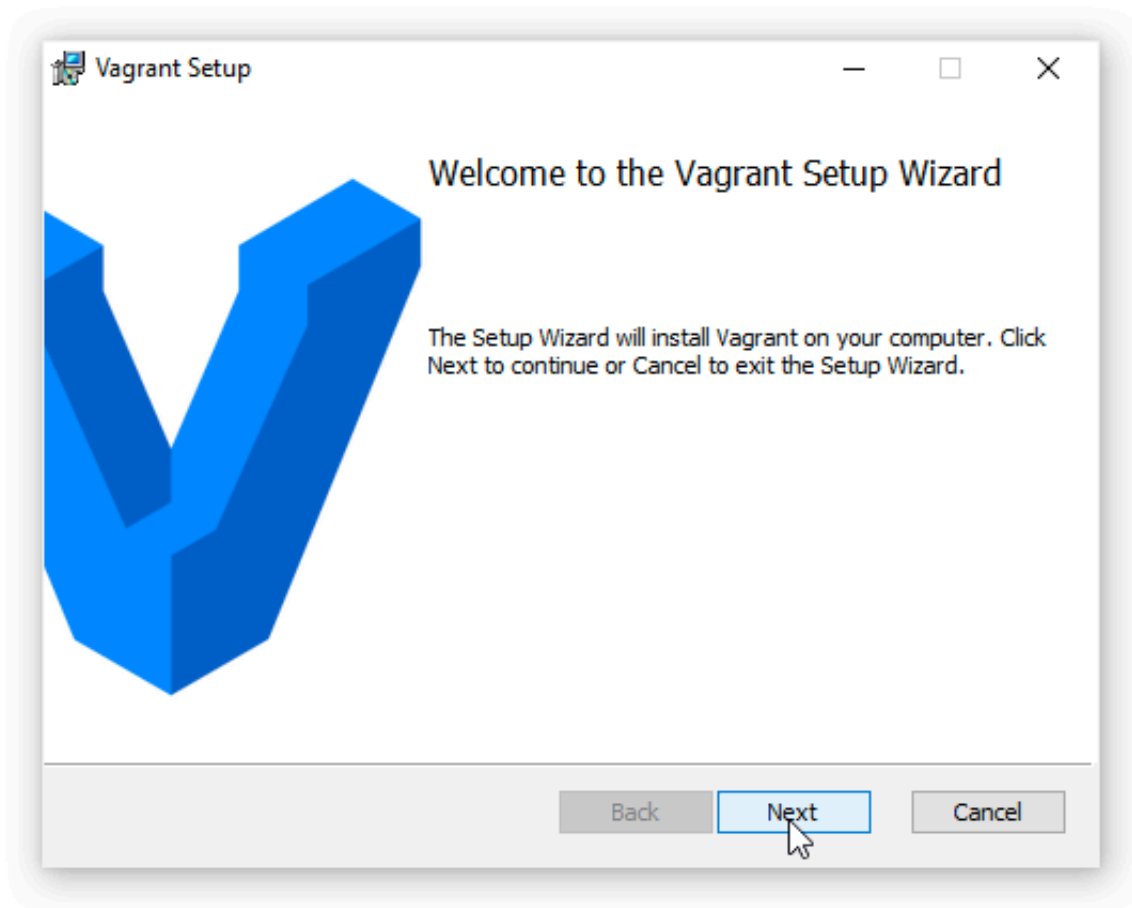 Vagrant Setup
Welcome to the Vagrant Setup Wizard
The Setup Wizard will install Vagrant on your computer. Click
Next to continue or Cancel to exit the Setup Wizard.
Back
Next
Cancel